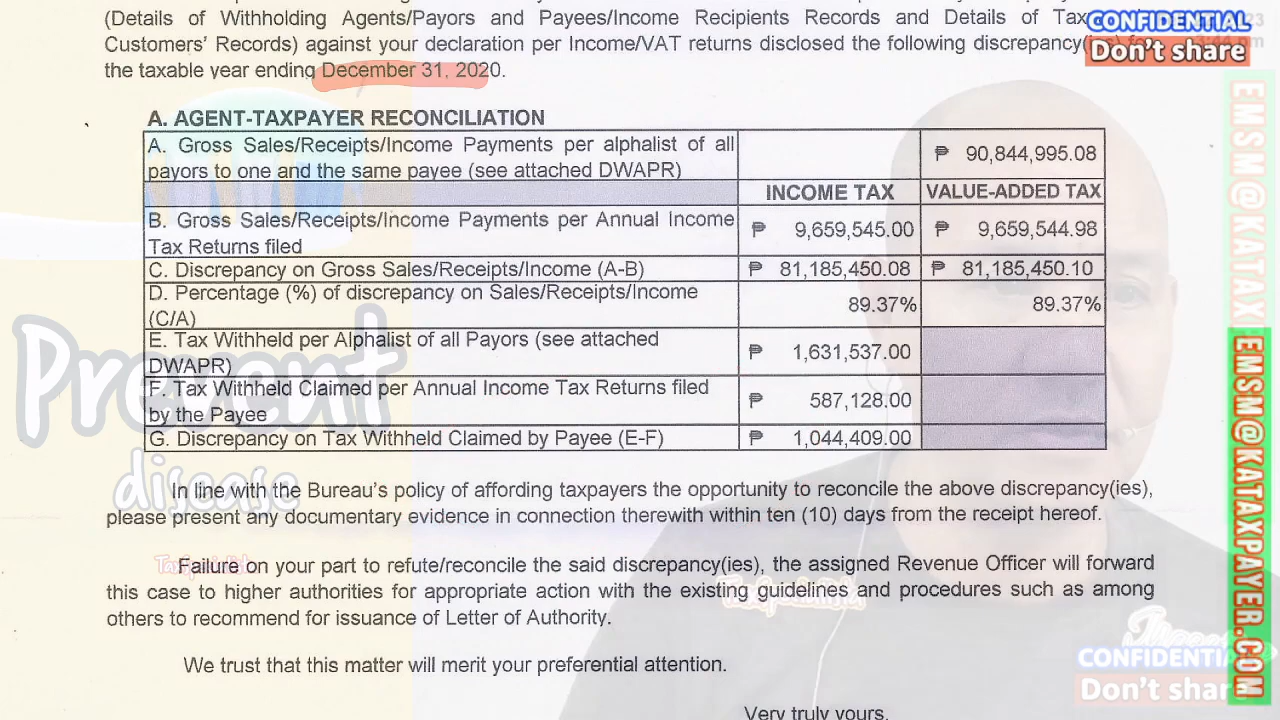 (Details of Withholding Agents/Payors and Payees/Income Recipients Records and Details of Tax
CONFIDENTIAL
Customers' Records) against your declaration per Income/VAT returns disclosed the following discrepancy(ies)
Don't share
the taxable year ending December 31, 2020.
A. AGENT-TAXPAYER RECONCILIATION
A. Gross Sales/Receipts/Income Payments per alphalist of all
payors to one and the same payee (see attached DWAPR)
₱ 90,844,995.08
INCOME TAX VALUE-ADDED TAX
B. Gross Sales/Receipts/Income Payments per Annual Income
Tax Returns filed
₱ 9,659,545.00 ₱ 9,659,544.98
C. Discrepancy on Gross Sales/Receipts/Income (A-B) ₱ 81,185,450.08 ₱ 81,185,450.10
D. Percentage (%) of discrepancy on Sales/Receipts/Income
(C/A)
89.37% 89.37%
E. Tax Withheld per Alphalist of all Payors (see attached
DWAPR)
₱ 1,631,537.00
F. Tax Withheld Claimed per Annual Income Tax Returns filed
by the Payee
₱ 587,128.00
G. Discrepancy on Tax Withheld Claimed by Payee (E-F) ₱ 1,044,409.00
Present
disease
In line with the Bureau's policy of affording taxpayers the opportunity to reconcile the above discrepancy(ies),
please present any documentary evidence in connection therewith within ten (10) days from the receipt hereof.
Failure on your part to refute/reconcile the said discrepancy(ies), the assigned Revenue Officer will forward
this case to higher authorities for appropriate action with the existing guidelines and procedures such as among
others to recommend for issuance of Letter of Authority.
We trust that this matter will merit your preferential attention.
Very truly yours,
CONFIDENTIAL
Don't share
EMSM@KATAX
EMSM@KATAXPAYER.COM